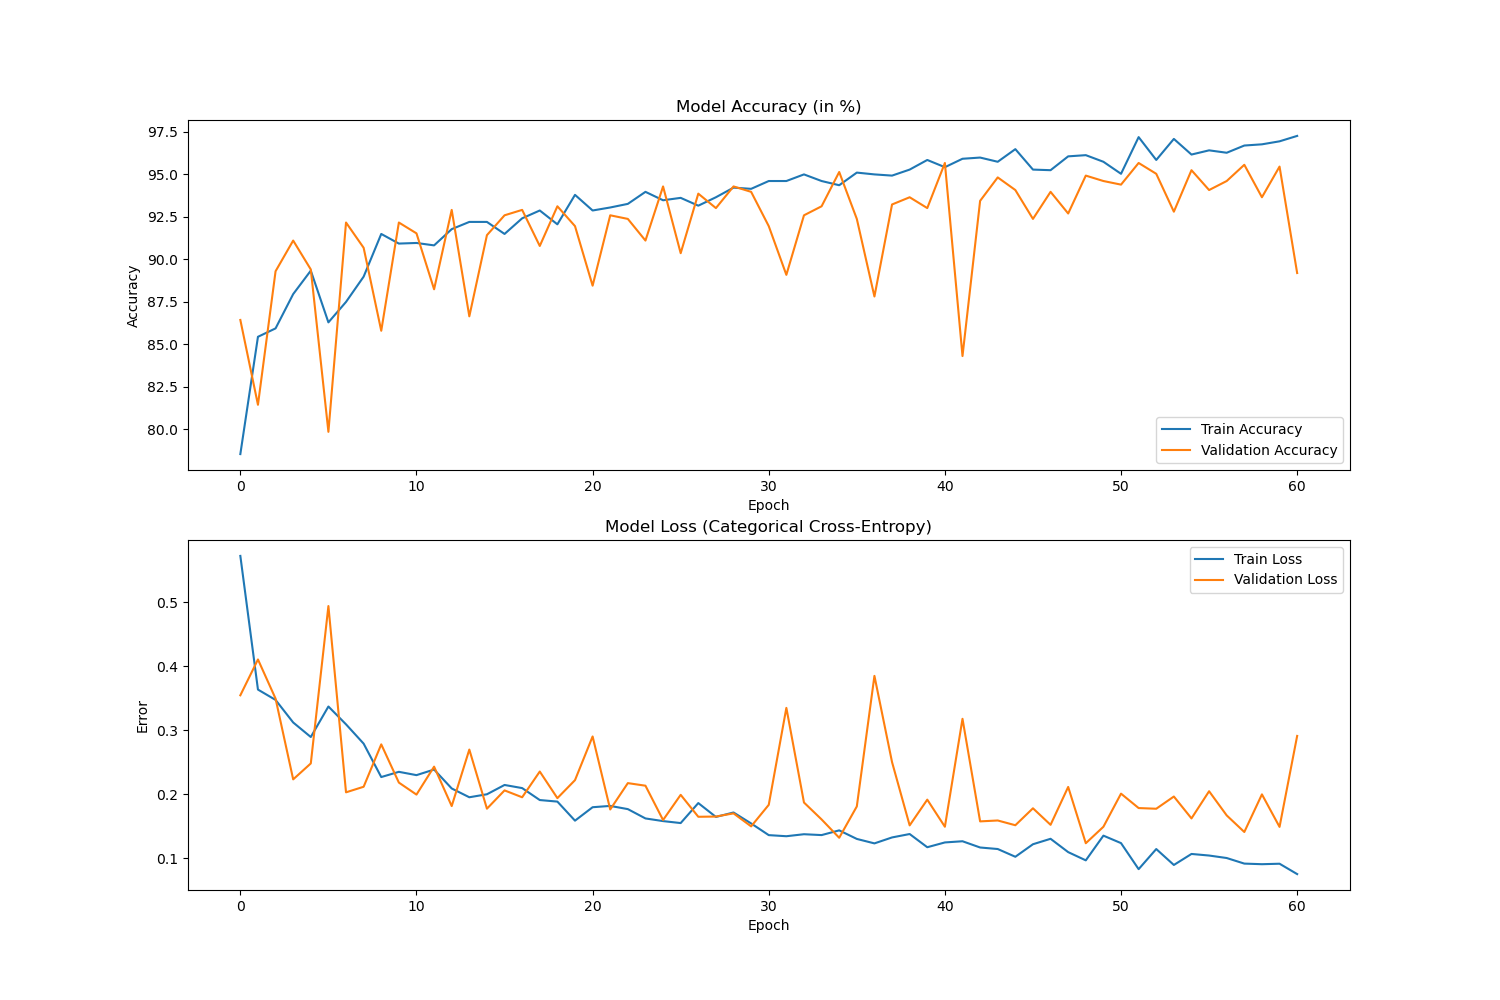 Model Accuracy (in %)
97.5
95.0
92.5
90.0
87.5
85.0
82.5
80.0
Accuracy
Train Accuracy
Validation Accuracy
0 10 20 30 40 50 60
Epoch
Model Loss (Categorical Cross-Entropy)
Train Loss
Validation Loss
0.5
0.4
0.3
0.2
0.1
Error
0 10 20 30 40 50 60
Epoch